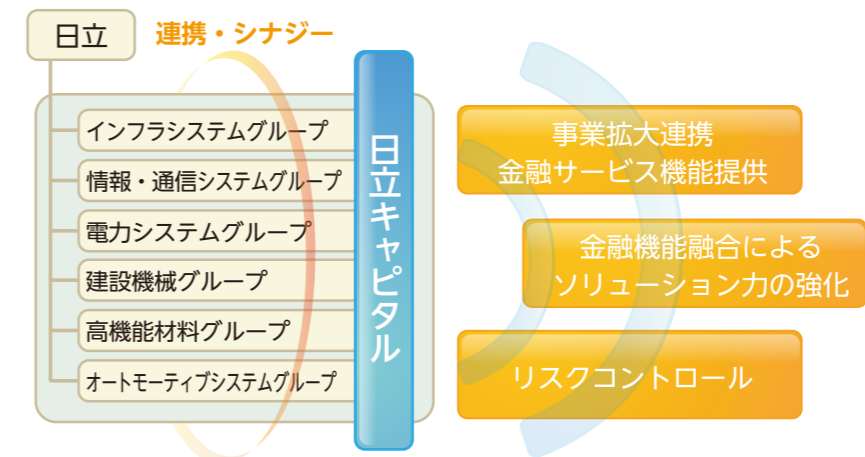 日立
連携・シナジー
インフラシステムグループ
情報・通信システムグループ
電力システムグループ
建設機械グループ
高機能材料グループ
オートモーティブシステムグループ
日立キャピタル
事業拡大連携
金融サービス機能提供
金融機能融合による
ソリューション力の強化
リスクコントロール